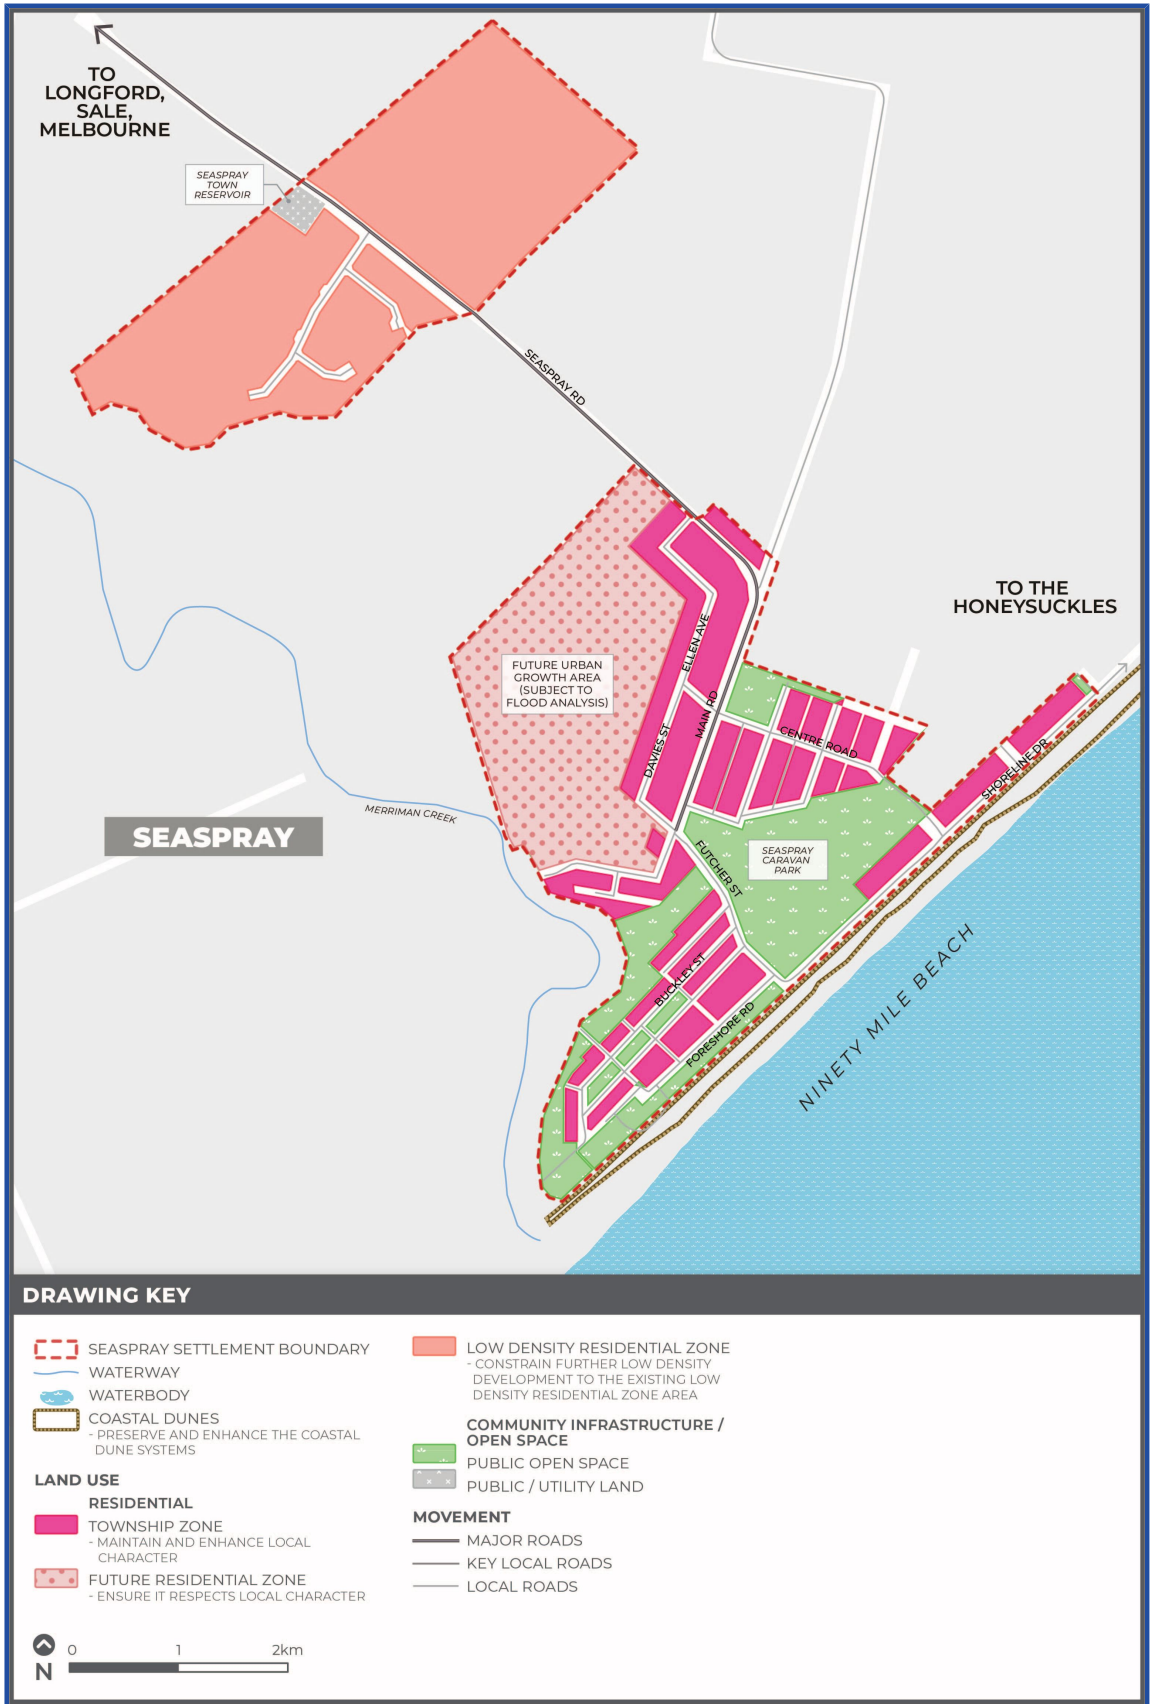 TO
LONGFORD,
SALE,
MELBOURNE
SEASPRAY
TOWN
RESERVOIR
SEASPRAY RD
TO THE
HONEYSUCKLES
ELLEN AVE
FUTURE URBAN
GROWTH AREA
(SUBJECT TO
FLOOD ANALYSIS)
MAIN RD
DAVIES ST
CENTRE ROAD
SHORELINE DR
MERRIMAN CREEK
SEASPRAY
FUTCHER ST
SEASPRAY
CARAVAN
PARK
BUCKLEY ST
FORESHORE RD
NINETY MILE BEACH
DRAWING KEY
SEASPRAY SETTLEMENT BOUNDARY
WATERWAY
WATERBODY
COASTAL DUNES
- PRESERVE AND ENHANCE THE COASTAL
DUNE SYSTEMS
LAND USE
RESIDENTIAL
TOWNSHIP ZONE
- MAINTAIN AND ENHANCE LOCAL
CHARACTER
FUTURE RESIDENTIAL ZONE
- ENSURE IT RESPECTS LOCAL CHARACTER
LOW DENSITY RESIDENTIAL ZONE
- CONSTRAIN FURTHER LOW DENSITY
DEVELOPMENT TO THE EXISTING LOW
DENSITY RESIDENTIAL ZONE AREA
COMMUNITY INFRASTRUCTURE /
OPEN SPACE
PUBLIC OPEN SPACE
PUBLIC / UTILITY LAND
MOVEMENT
MAJOR ROADS
KEY LOCAL ROADS
LOCAL ROADS
0 1 2km
N